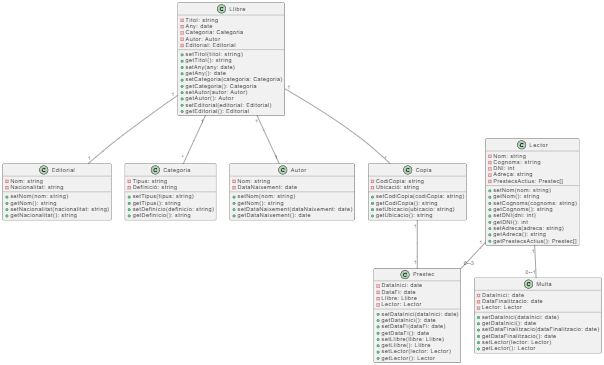 C Llibre
Titol: string
Any: date
Categoria: Categoria
Autor: Autor
Editorial: Editorial
setTitol(titol: string)
getTitol(): string
setAny(any: date)
getAny(): date
setCategoria(categoria: Categoria)
getCategoria(): Categoria
setAutor(autor: Autor)
getAutor(): Autor
setEditorial(editorial: Editorial)
getEditorial(): Editorial
1
1
1
1
1
1
1
1
C Editorial
Nom: string
Nacionalitat: string
setNom(nom: string)
getNom(): string
setNacionalitat(nacionalitat: string)
getNacionalitat(): string
C Categoria
Tipus: string
Definició: string
setTipus(tipus: string)
getTipus(): string
setDefinicio(definicio: string)
getDefinicio(): string
C Autor
Nom: string
DataNaixement: date
setNom(nom: string)
getNom(): string
setDataNaixement(dataNaixement: date)
getDataNaixement(): date
C Copia
CodiCopia: string
Ubicació: string
setCodiCopia(codiCopia: string)
getCodiCopia(): string
setUbicacio(ubicacio: string)
getUbicacio(): string
C Lector
Nom: string
Cognoms: string
DNI: int
Adreça: string
PrestecsActius: Prestec[]
setNom(nom: string)
getNom(): string
setCognoms(cognoms: string)
getCognoms(): string
setDNI(dni: int)
getDNI(): int
setAdreca(adreca: string)
getAdreca(): string
getPrestecsActius(): Prestec[]
1
1
1
0..3
1
0..1
C Prestec
DataInici: date
DataFi: date
Llibre: Llibre
Lector: Lector
setDataInici(dataInici: date)
getDataInici(): date
setDataFi(dataFi: date)
getDataFi(): date
setLlibre(llibre: Llibre)
getLlibre(): Llibre
setLector(lector: Lector)
getLector(): Lector
C Multa
DataInici: date
DataFinalitzacio: date
Lector: Lector
setDataInici(dataInici: date)
getDataInici(): date
setDataFinalitzacio(dataFinalitzacio: date)
getDataFinalitzacio(): date
setLector(lector: Lector)
getLector(): Lector